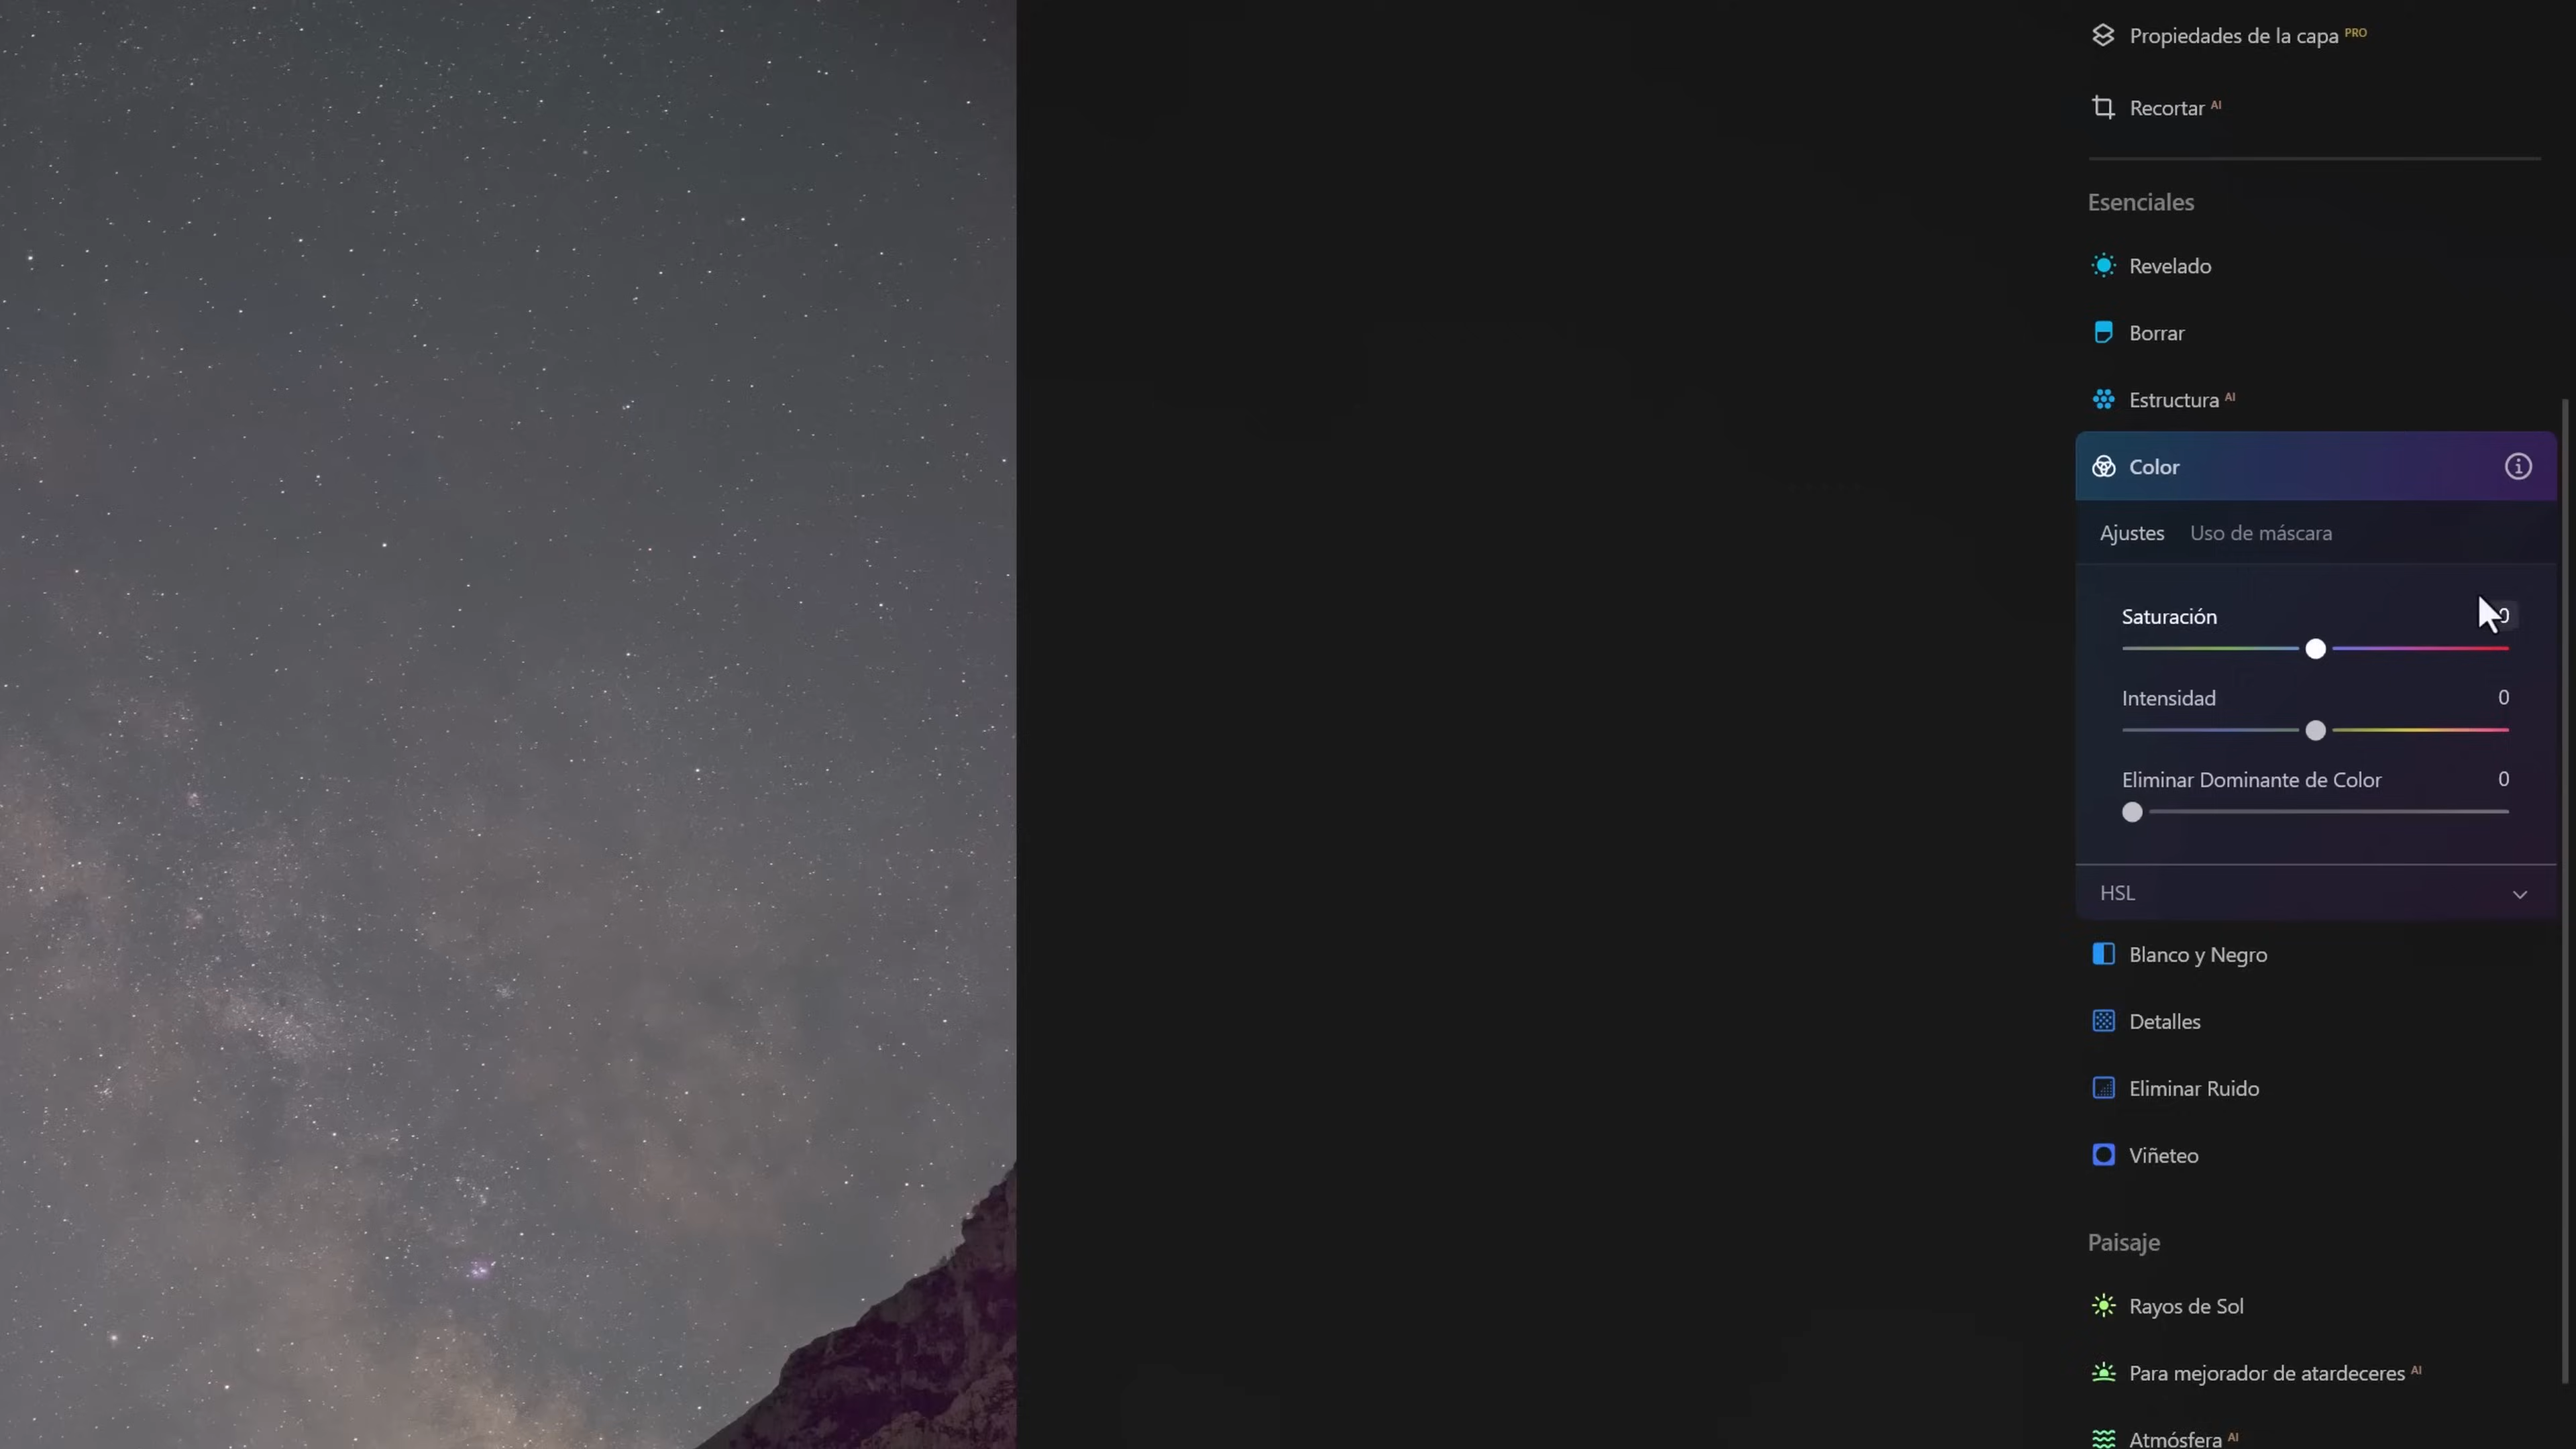 Propiedades de la capa PRO
Recortar AI
Esenciales
Revelado
Borrar
Estructura AI
Color
Ajustes Uso de máscara
Saturación 0
Intensidad 0
Eliminar Dominante de Color 0
HSL
Blanco y Negro
Detalles
Eliminar Ruido
Viñeteo
Paisaje
Rayos de Sol
Para mejorador de atardeceres AI
Atmósfera AI